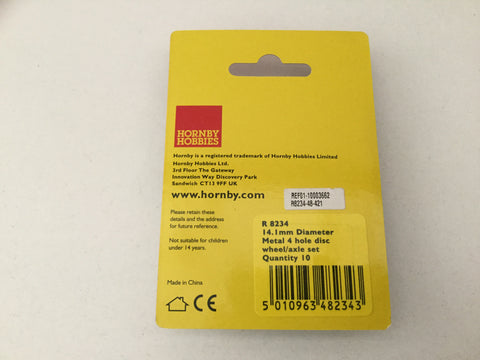 HORNBY
HOBBIES
Hornby is a registered trademark of Hornby Hobbies Limited
Hornby Hobbies Ltd.
3rd Floor The Gateway
Innovation Way Discovery Park
Sandwich CT13 9FF UK
www.hornby.com
REF01-10003662
R8234-48-421
Please retain these
details and the address
for future reference.
Not suitable for children
under 14 years.
R 8234
14.1mm Diameter
Metal 4 hole disc
wheel/axle set
Quantity 10
Made in China
CE
5 010963 482343